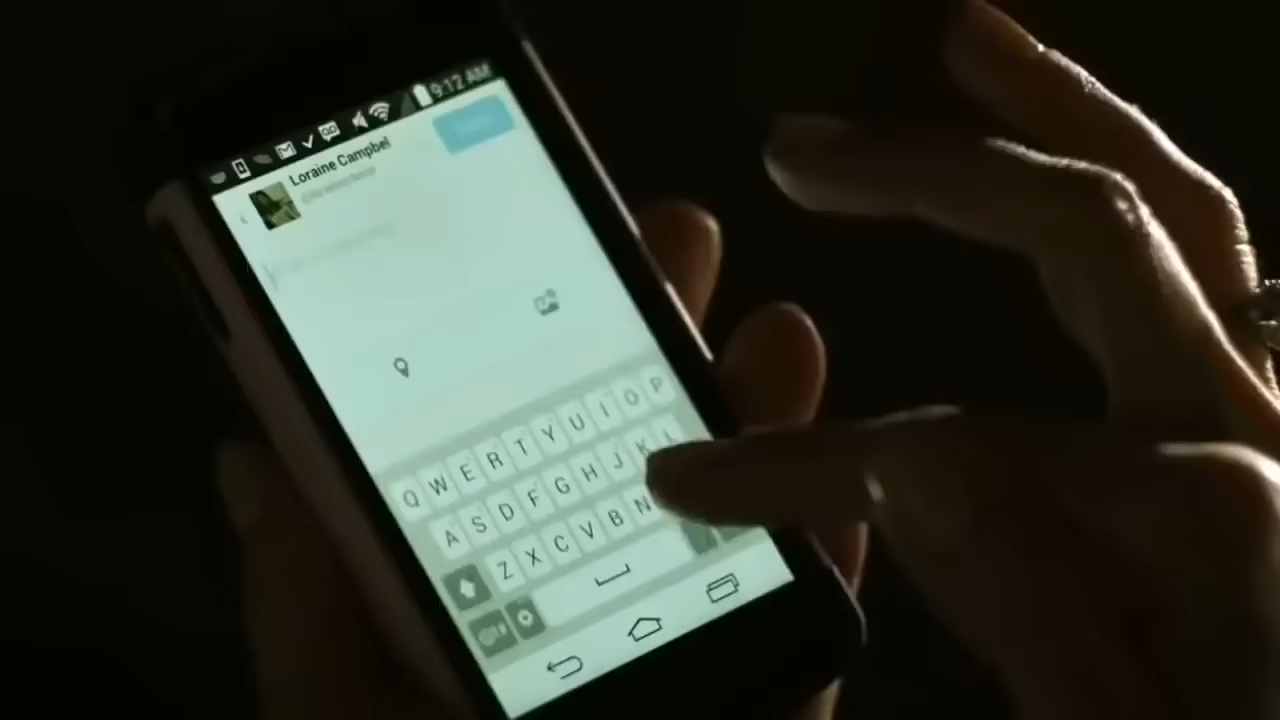 9:12 AM
Loraine Campbel
Q W E R T Y U I O P
A S D F G H J K L
Z X C V B N